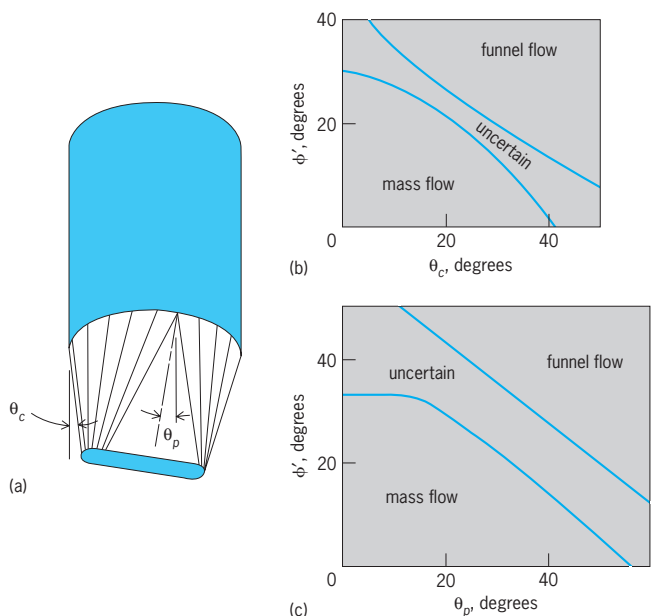 θc
θp
(a)
40
20
0
20
40
φ′, degrees
θc, degrees
funnel flow
uncertain
mass flow
(b)
40
20
0
20
40
φ′, degrees
θp, degrees
uncertain
funnel flow
mass flow
(c)